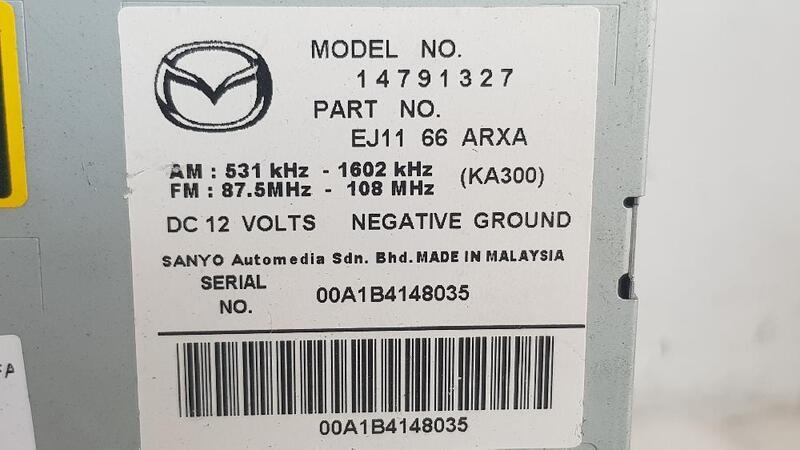 MODEL NO.
14791327
PART NO.
EJ11 66 ARXA
AM : 531 kHz - 1602 kHz (KA300)
FM : 87.5MHz - 108 MHz
DC 12 VOLTS NEGATIVE GROUND
SANYO Automedia Sdn. Bhd. MADE IN MALAYSIA
SERIAL NO. 00A1B4148035
00A1B4148035